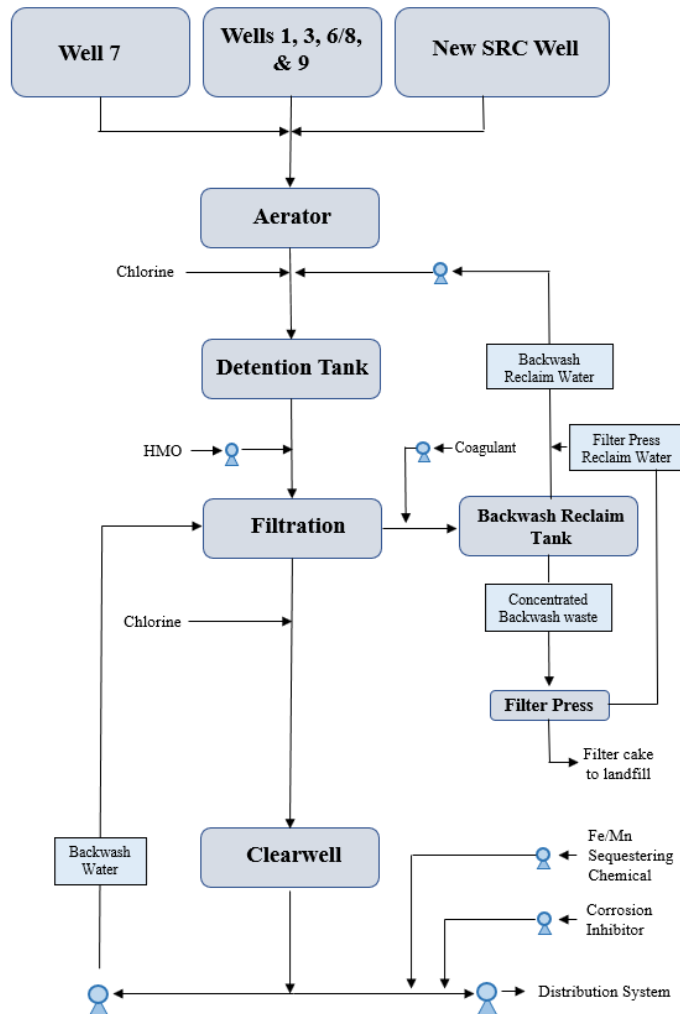 Well 7
Wells 1, 3, 6/8,
& 9
New SRC Well
Aerator
Chlorine
Detention Tank
Backwash
Reclaim Water
HMO
Coagulant
Filter Press
Reclaim Water
Filtration
Backwash Reclaim
Tank
Concentrated
Backwash waste
Chlorine
Filter Press
Filter cake
to landfill
Backwash
Water
Clearwell
Fe/Mn
Sequestering
Chemical
Corrosion
Inhibitor
Distribution System